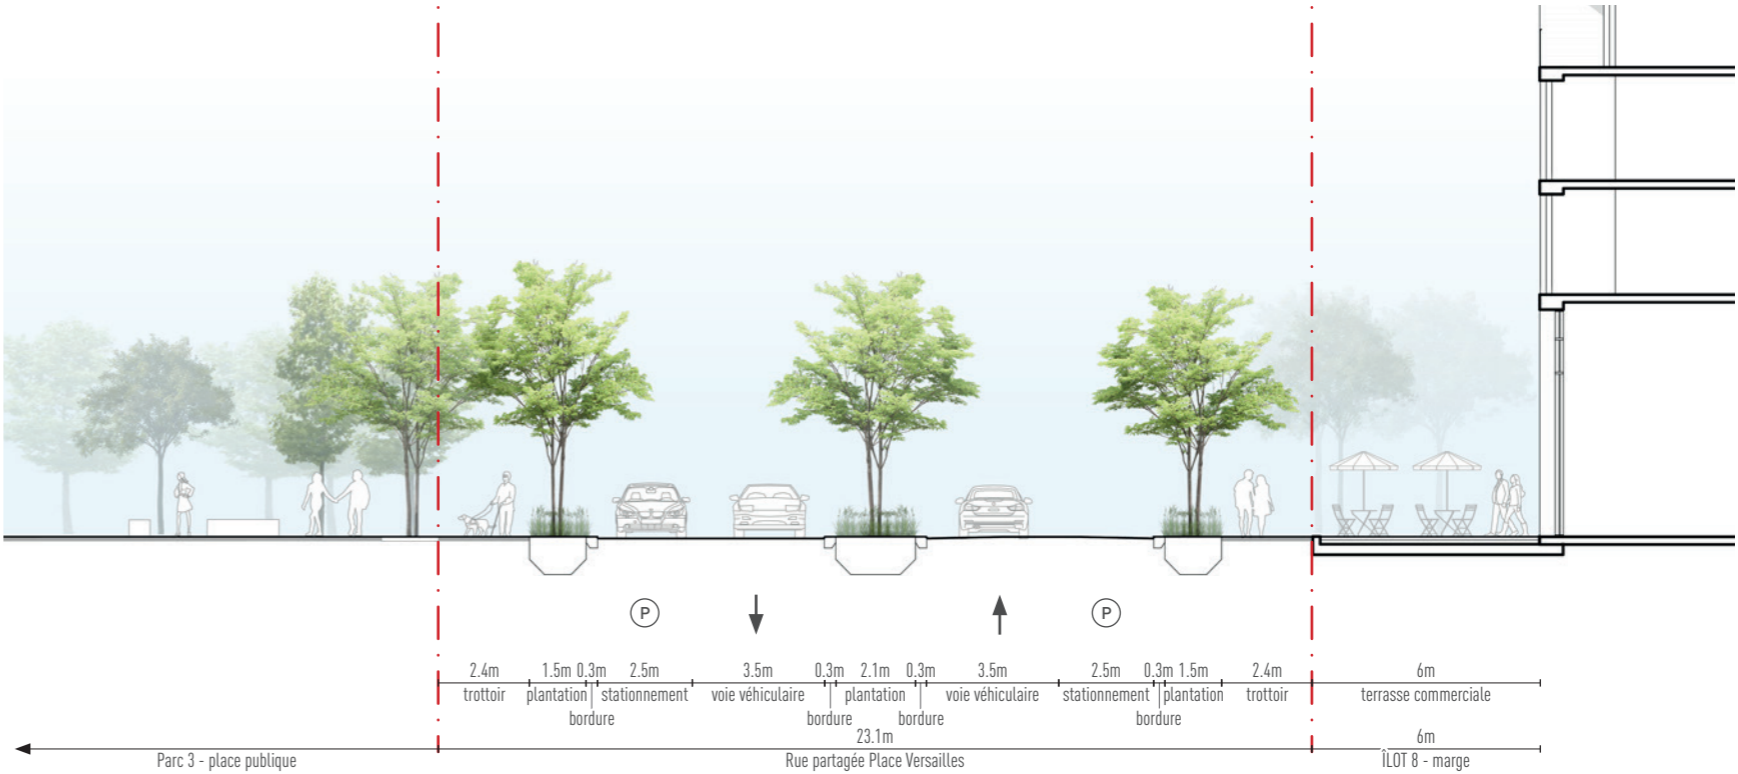 P
P
2.4m 1.5m 0.3m 2.5m 3.5m 0.3m 2.1m 0.3m 3.5m 2.5m 0.3m 1.5m 2.4m 6m
trottoir plantation stationnement voie véhiculaire plantation voie véhiculaire stationnement plantation trottoir terrasse commerciale
bordure bordure bordure bordure
23.1m 6m
Parc 3 - place publique Rue partagée Place Versailles ÎLOT 8 - marge